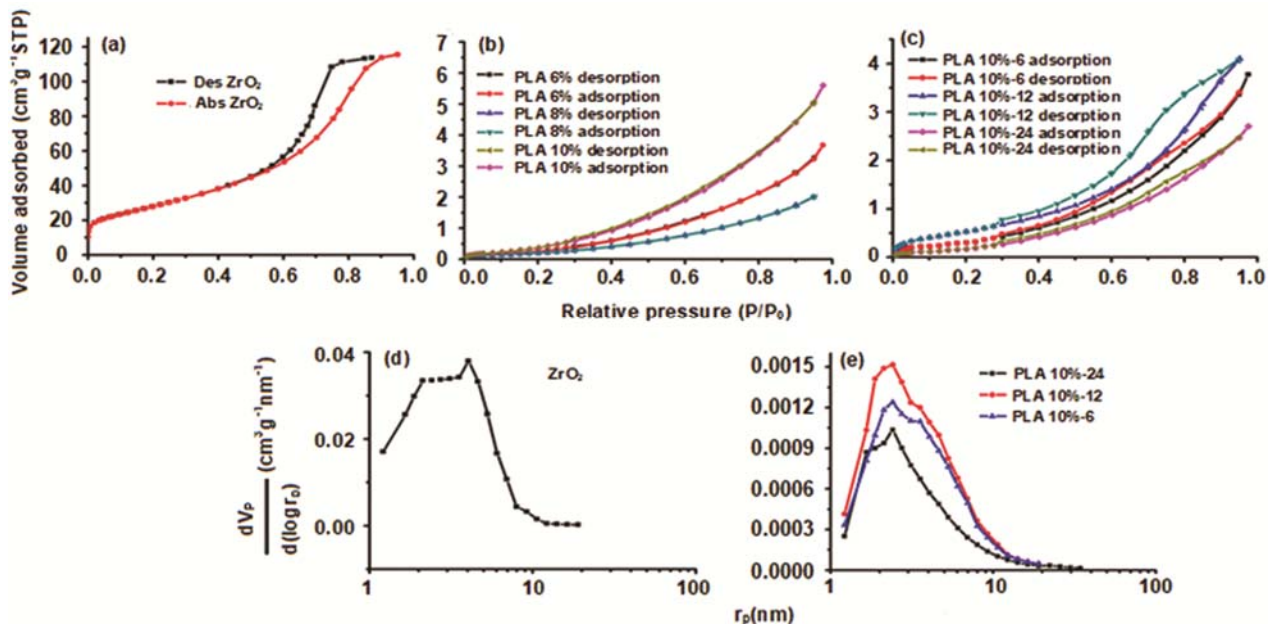 Volume adsorbed (cm³g⁻¹STP)
(a)
Des ZrO₂
Abs ZrO₂
120
100
80
60
40
20
0
0.0 0.2 0.4 0.6 0.8 1.0
(b)
PLA 6% desorption
PLA 6% adsorption
PLA 8% desorption
PLA 8% adsorption
PLA 10% desorption
PLA 10% adsorption
7
6
5
4
3
2
1
0
0.0 0.2 0.4 0.6 0.8 1.0
(c)
PLA 10%-6 adsorption
PLA 10%-6 desorption
PLA 10%-12 adsorption
PLA 10%-12 desorption
PLA 10%-24 adsorption
PLA 10%-24 desorption
4
3
2
1
0
0.0 0.2 0.4 0.6 0.8 1.0
Relative pressure (P/P₀)
dVₚ
d(logrₚ)
(cm³g⁻¹nm⁻¹)
(d)
ZrO₂
0.04
0.02
0.00
1 10 100
(e)
PLA 10%-24
PLA 10%-12
PLA 10%-6
0.0015
0.0012
0.0009
0.0006
0.0003
0.0000
1 10 100
rₚ(nm)